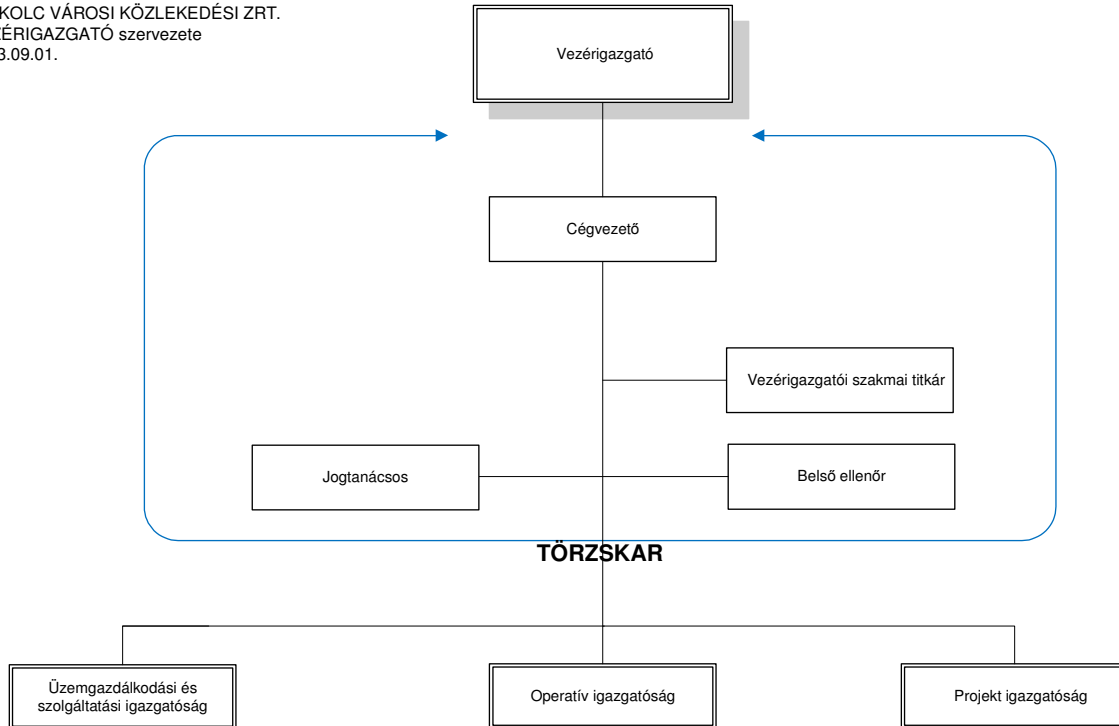 KOLC VÁROSI KÖZLEKEDÉSI ZRT.
ZÉRIGAZGATÓ szervezete
3.09.01.
Vezérigazgató
Cégvezető
Vezérigazgatói szakmai titkár
Jogtanácsos
Belső ellenőr
TÖRZSKAR
Üzemgazdálkodási és
szolgáltatási igazgatóság
Operatív igazgatóság
Projekt igazgatóság